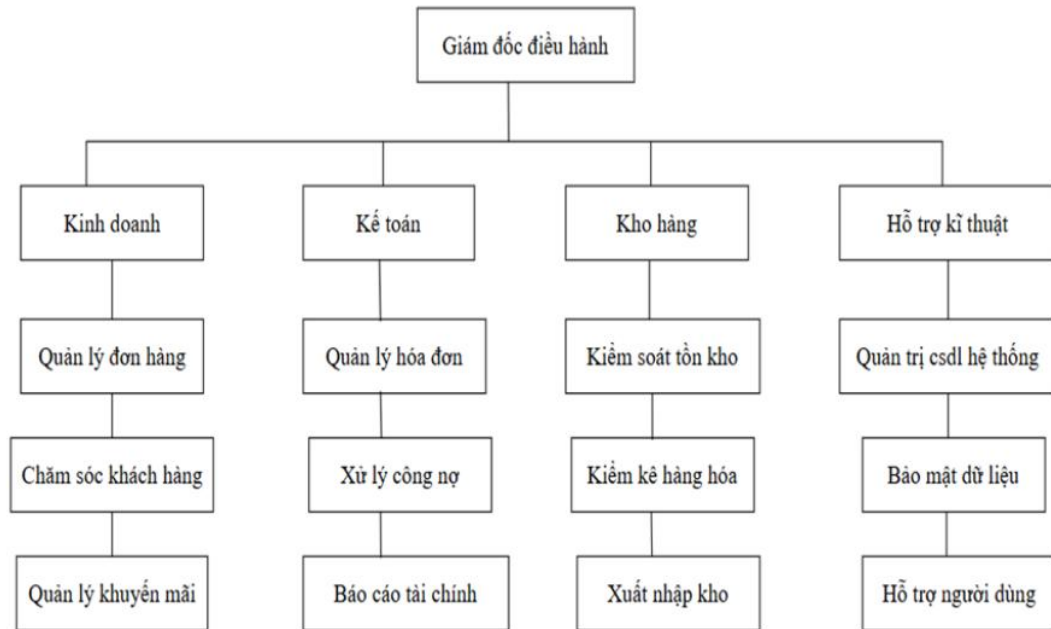 Giám đốc điều hành
Kinh doanh
Kế toán
Kho hàng
Hỗ trợ kĩ thuật
Quản lý đơn hàng
Quản lý hóa đơn
Kiểm soát tồn kho
Quản trị csdl hệ thống
Chăm sóc khách hàng
Xử lý công nợ
Kiểm kê hàng hóa
Bảo mật dữ liệu
Quản lý khuyến mãi
Báo cáo tài chính
Xuất nhập kho
Hỗ trợ người dùng